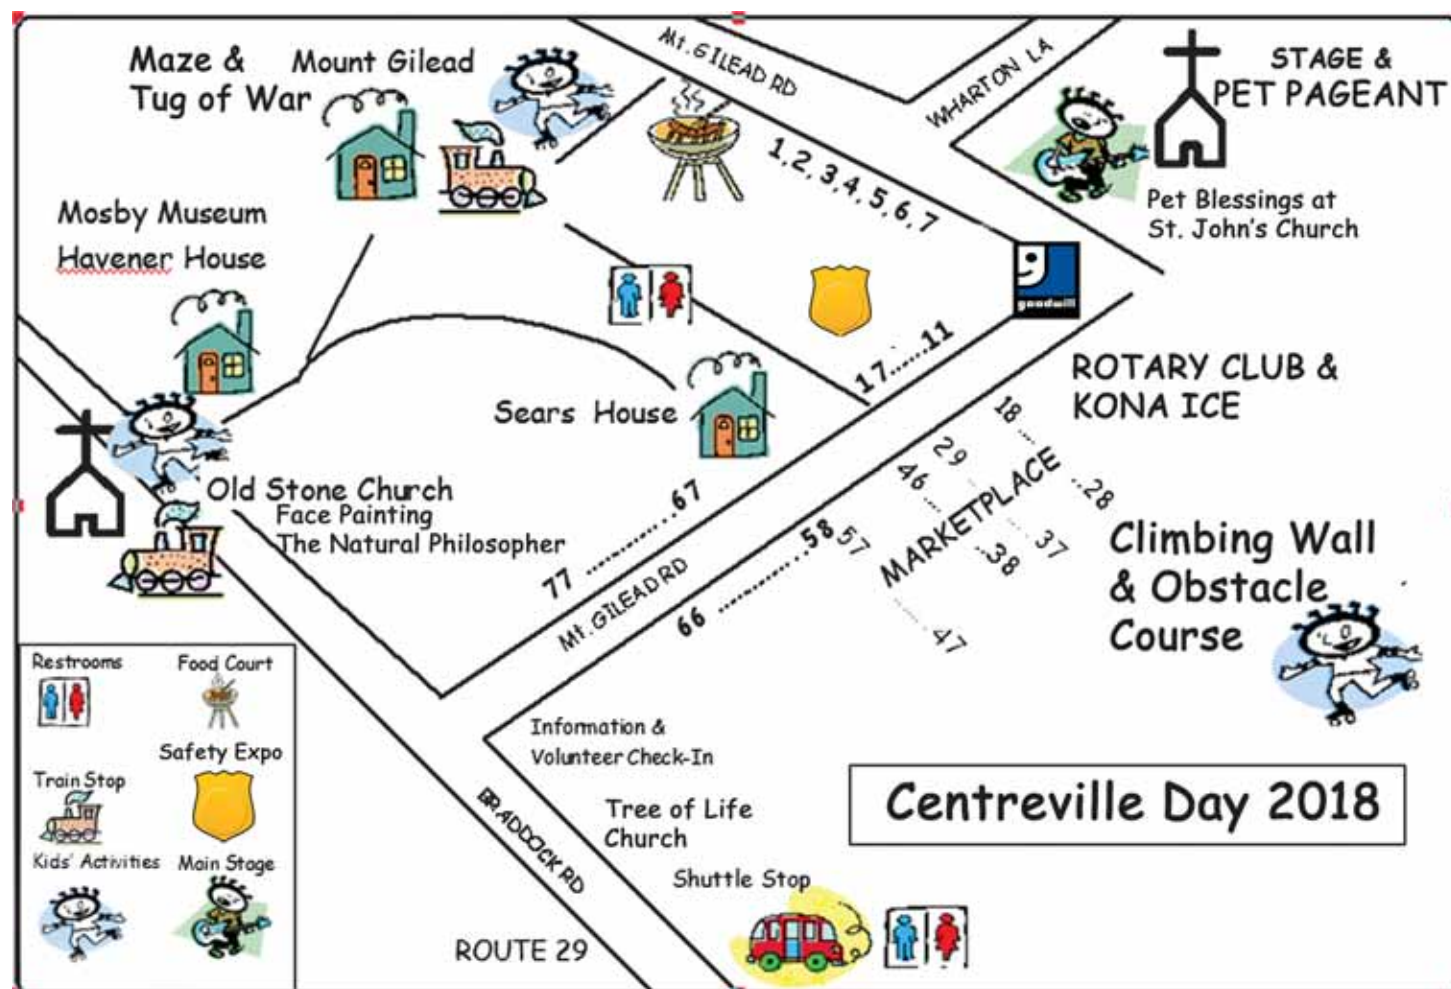 Maze &
Tug of War
Mount Gilead
Mt. GILEAD RD
WHARTON LA
STAGE &
PET PAGEANT
1, 2, 3, 4, 5, 6, 7
Pet Blessings at
St. John's Church
Mosby Museum
Havener House
goodwill
17......11
ROTARY CLUB &
KONA ICE
Sears House
18 ..... ...28
29 ... ....37
46..... ...38
MARKETPLACE
Old Stone Church
Face Painting
The Natural Philosopher
77 ............67
Mt. GILEAD RD
66 ..............58
57 ...... ....47
Climbing Wall
& Obstacle
Course
Restrooms
Food Court
Safety Expo
Train Stop
Kids' Activities
Main Stage
Information &
Volunteer Check-In
BRADDOCK RD
Tree of Life
Church
Centreville Day 2018
Shuttle Stop
ROUTE 29